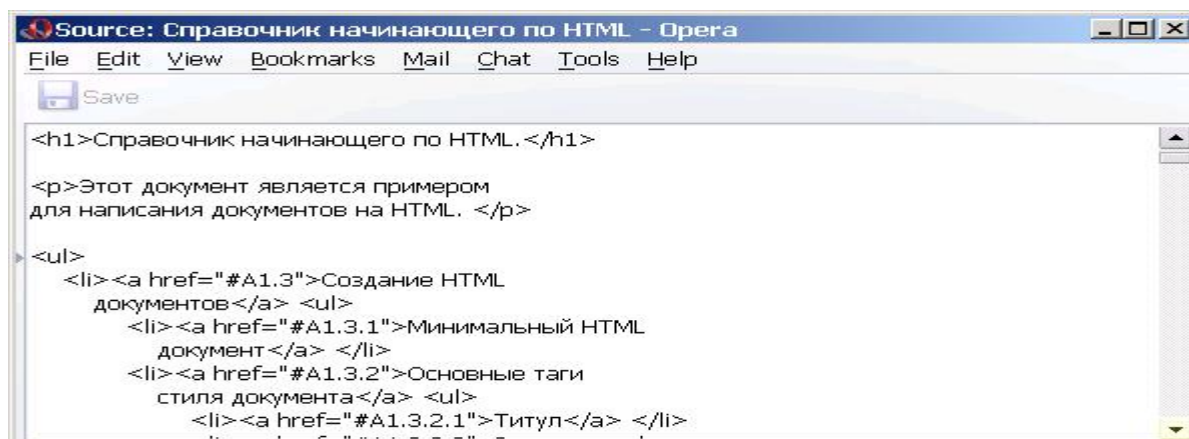 Source: Справочник начинающего по HTML - Opera
File Edit View Bookmarks Mail Chat Tools Help
Save
<h1>Справочник начинающего по HTML.</h1>
<p>Этот документ является примером
для написания документов на HTML. </p>
<ul>
<li><a href="#A1.3">Создание HTML
документов</a> <ul>
<li><a href="#A1.3.1">Минимальный HTML
документ</a> </li>
<li><a href="#A1.3.2">Основные таги
стиля документа</a> <ul>
<li><a href="#A1.3.2.1">Титул</a> </li>